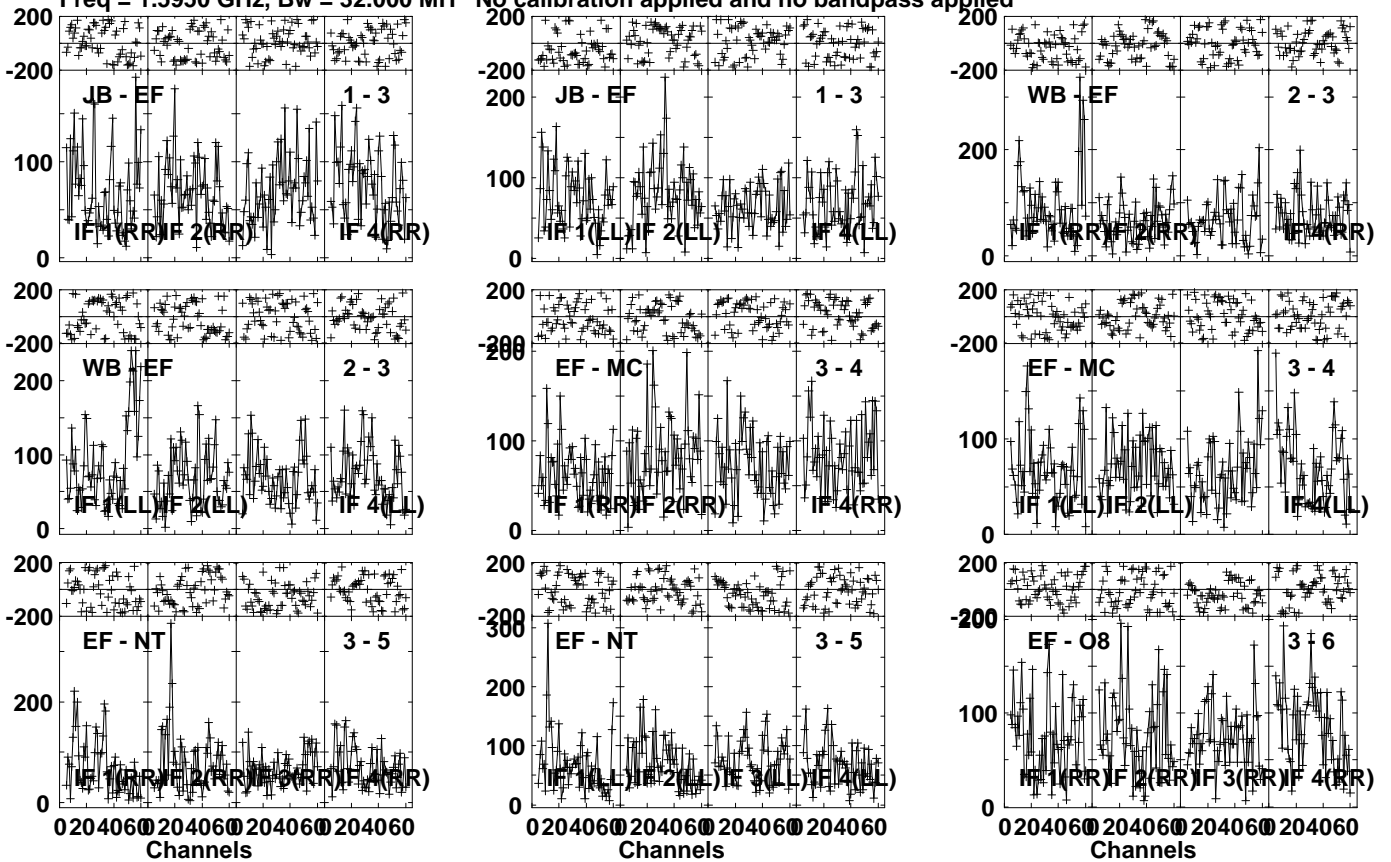 Freq = 1.5950 GHz, Bw = 32.000 MH No calibration applied and no bandpass applied
-200
JB - EF 1 - 3
100
0
IF 1(RR) IF 2(RR) IF 4(RR)
-200
JB - EF 1 - 3
200
100
0
IF 1(LL) IF 2(LL) IF 4(LL)
200
-200
WB - EF 2 - 3
200
0
IF 1(RR) IF 2(RR) IF 4(RR)
200
-200
WB - EF 2 - 3
200
100
0
IF 1(LL) IF 2(LL) IF 4(LL)
200
-200
200
EF - MC 3 - 4
100
0
IF 1(RR) IF 2(RR) IF 4(RR)
200
-200
EF - MC 3 - 4
100
0
IF 1(LL) IF 2(LL) IF 4(LL)
200
-200
EF - NT 3 - 5
200
0
IF 1(RR) IF 2(RR) IF 3(RR) IF 4(RR)
0 20 40 60 0 20 40 60 0 20 40 60 0 20 40 60
Channels
200
-200
300
EF - NT 3 - 5
200
100
0
IF 1(LL) IF 2(LL) IF 3(LL) IF 4(LL)
0 20 40 60 0 20 40 60 0 20 40 60 0 20 40 60
Channels
200
-200
200
EF - O8 3 - 6
100
0
IF 1(RR) IF 2(RR) IF 3(RR) IF 4(RR)
0 20 40 60 0 20 40 60 0 20 40 60 0 20 40 60
Channels